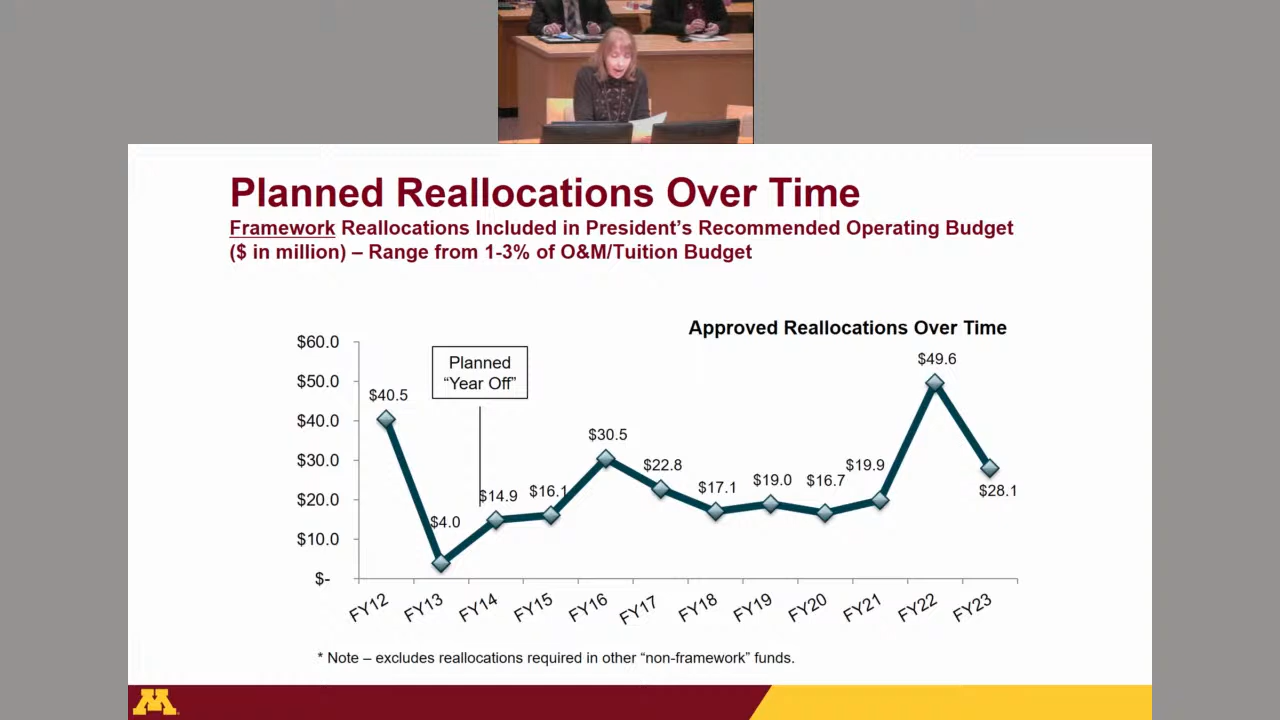 Planned Reallocations Over Time
Framework Reallocations Included in President’s Recommended Operating Budget
($ in million) – Range from 1-3% of O&M/Tuition Budget
Approved Reallocations Over Time
$60.0
$50.0
$40.0
$30.0
$20.0
$10.0
$-
Planned
“Year Off”
$40.5
$4.0
$14.9
$16.1
$30.5
$22.8
$17.1
$19.0
$16.7
$19.9
$49.6
$28.1
FY12
FY13
FY14
FY15
FY16
FY17
FY18
FY19
FY20
FY21
FY22
FY23
* Note – excludes reallocations required in other “non-framework” funds.
M